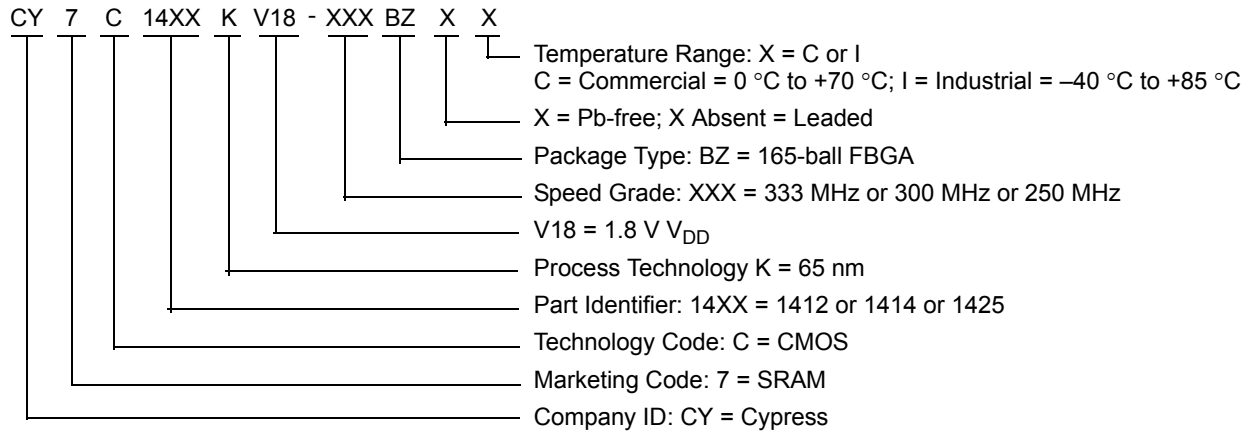 CY 7 C 14XX K V18 - XXX BZ X X
Temperature Range: X = C or I
C = Commercial = 0 °C to +70 °C; I = Industrial = –40 °C to +85 °C
X = Pb-free; X Absent = Leaded
Package Type: BZ = 165-ball FBGA
Speed Grade: XXX = 333 MHz or 300 MHz or 250 MHz
V18 = 1.8 V VDD
Process Technology K = 65 nm
Part Identifier: 14XX = 1412 or 1414 or 1425
Technology Code: C = CMOS
Marketing Code: 7 = SRAM
Company ID: CY = Cypress